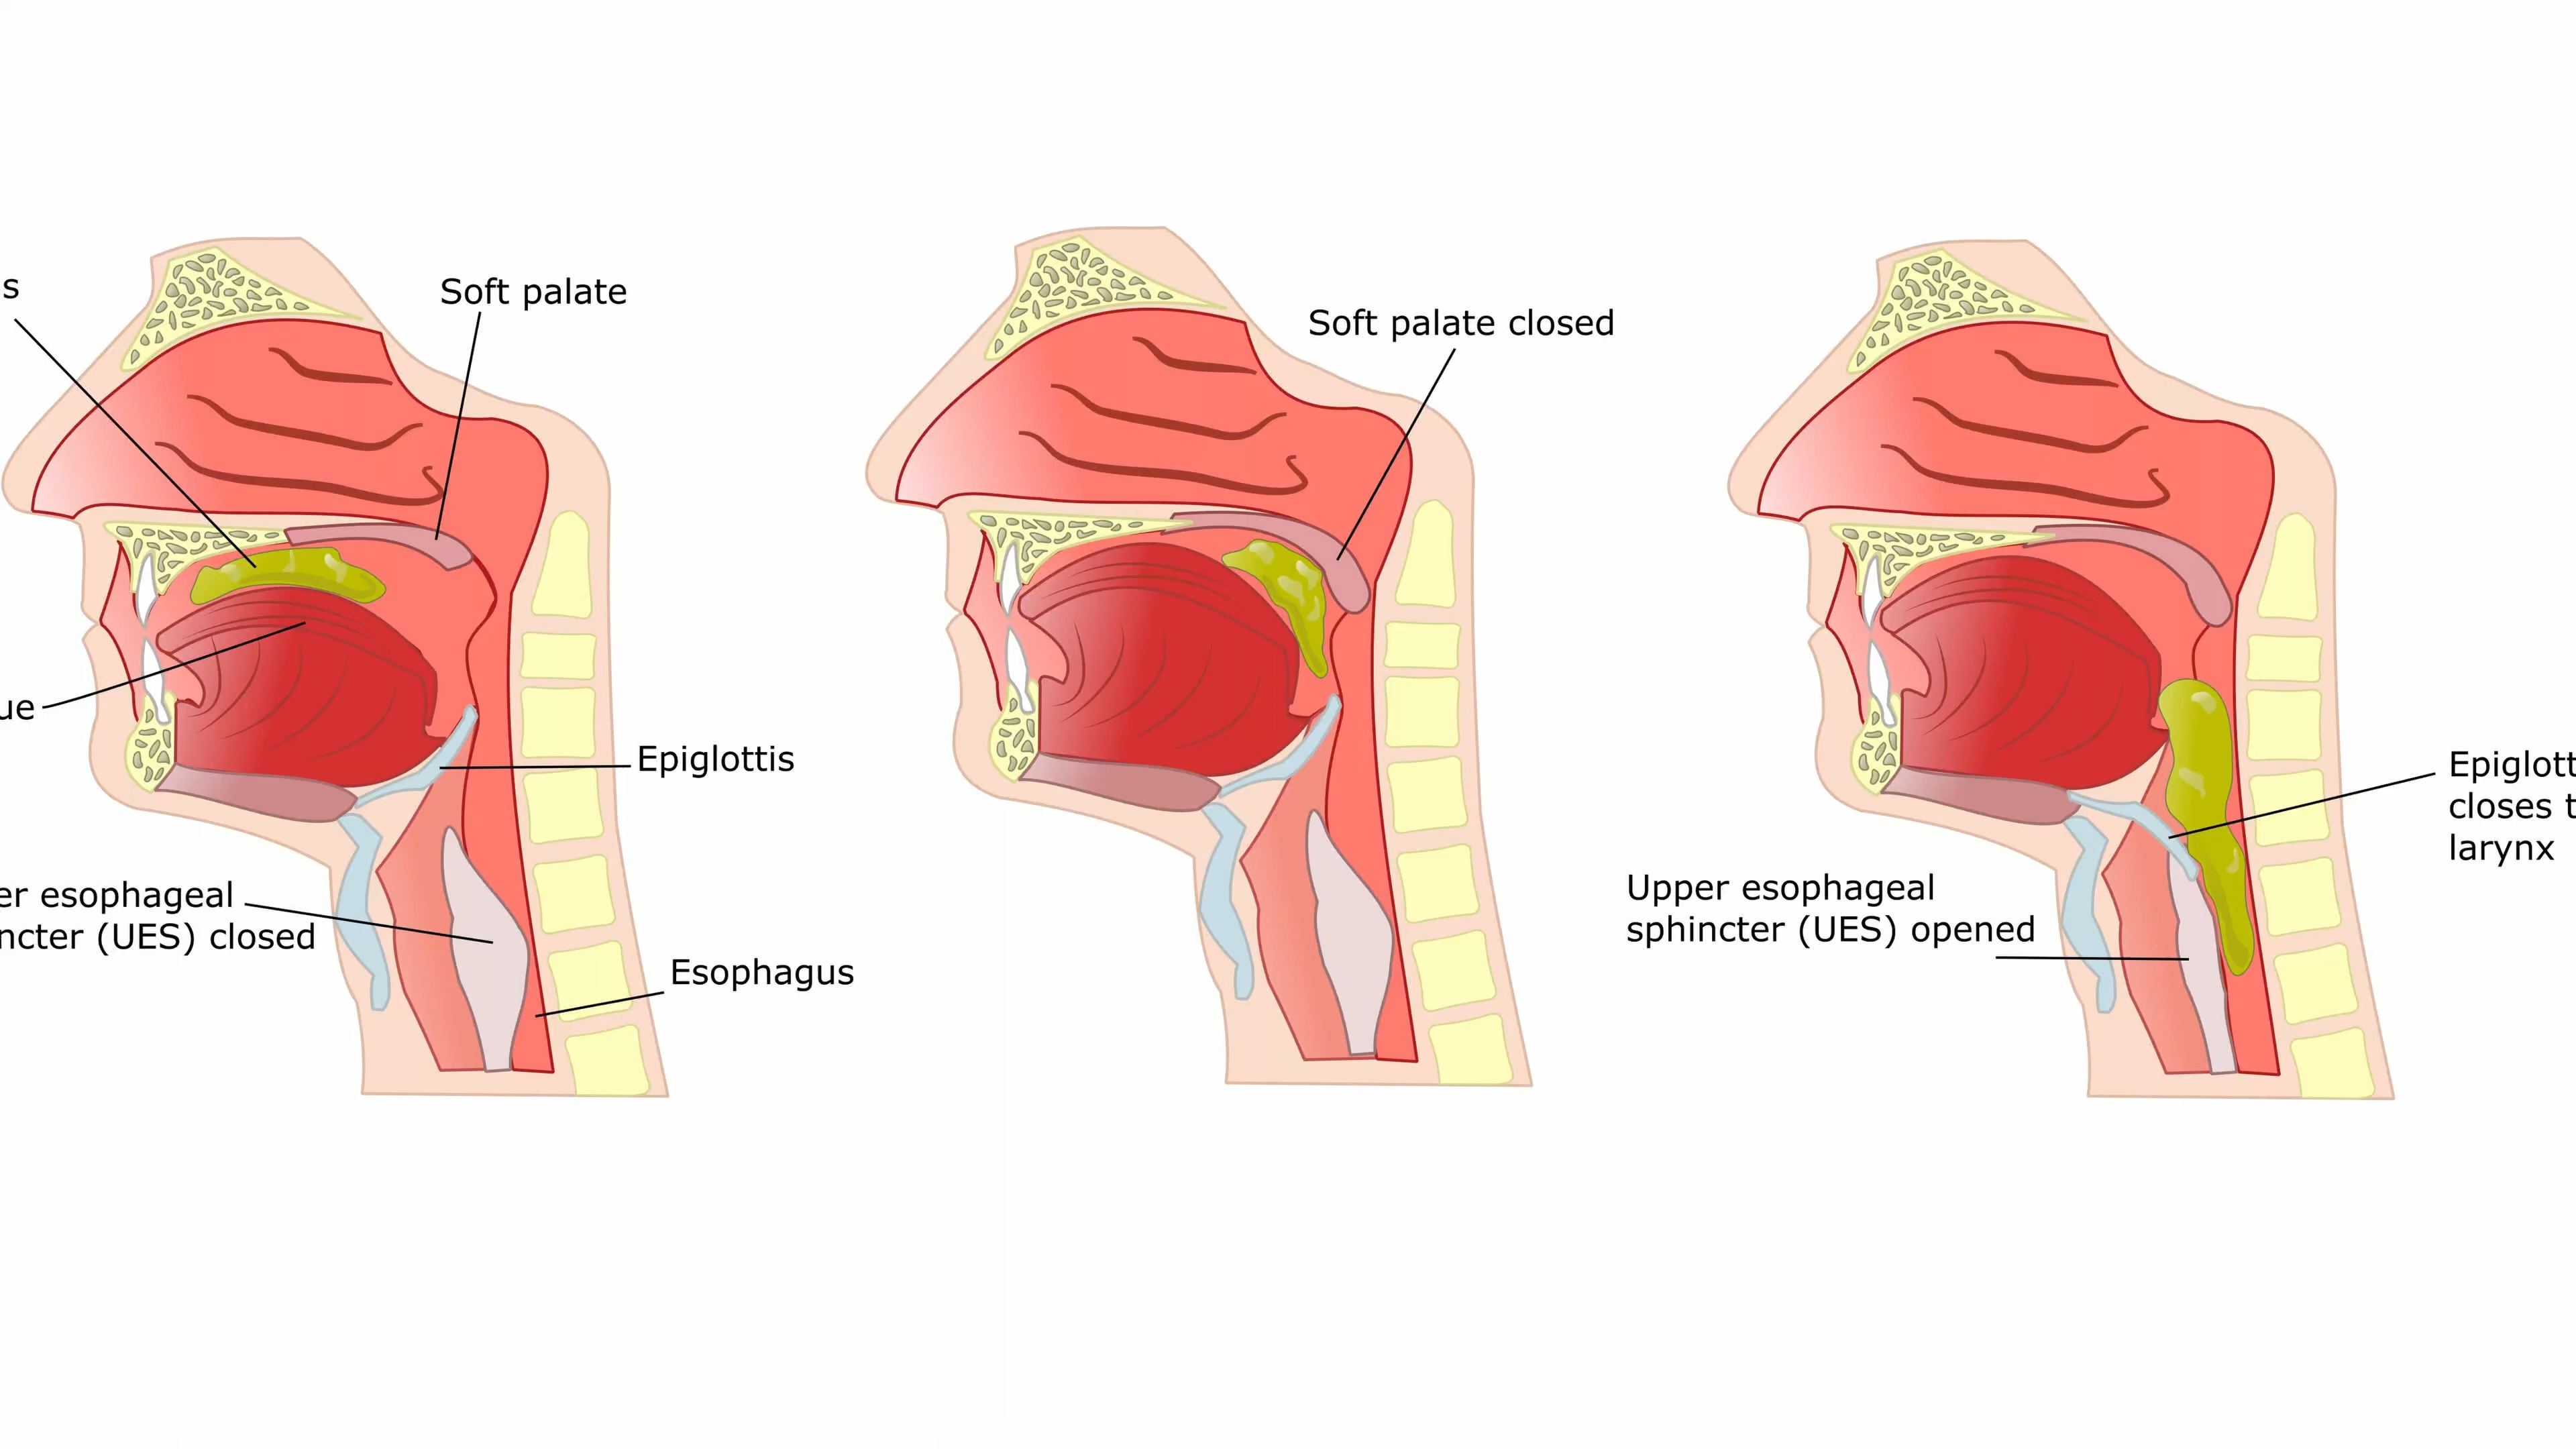 s
Soft palate
ue
Epiglottis
er esophageal
ncter (UES) closed
Esophagus
Soft palate closed
Upper esophageal
sphincter (UES) opened
Epiglott
closes t
larynx